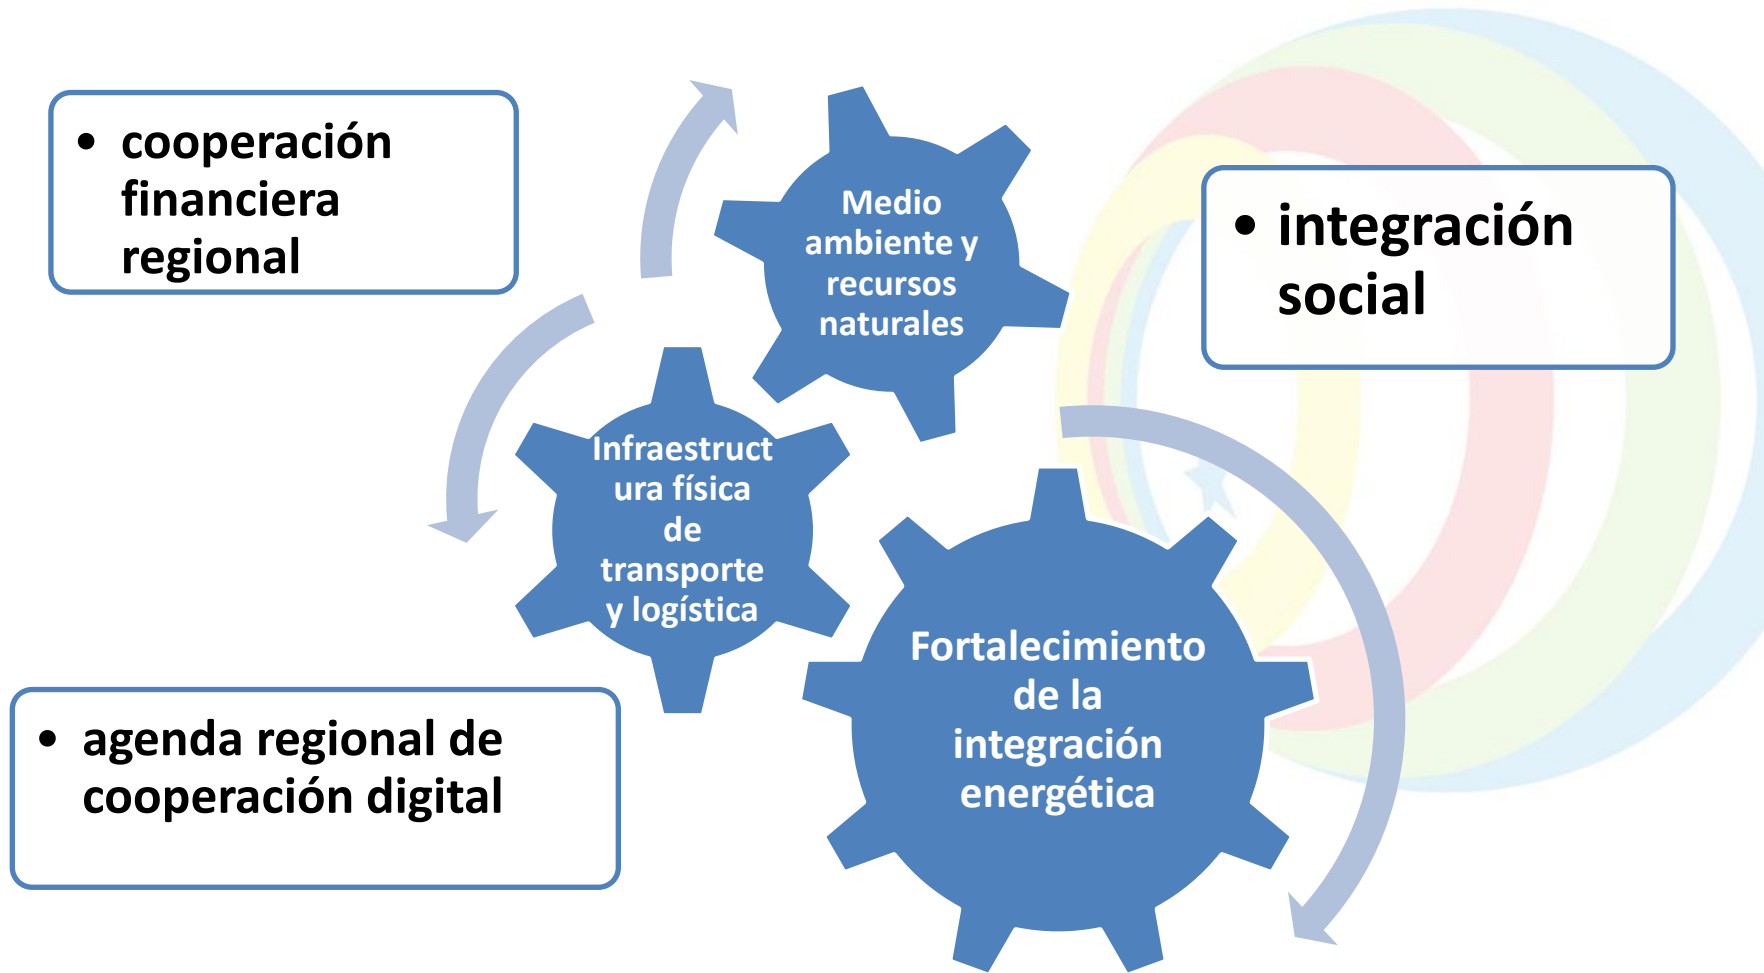 • cooperación
financiera
regional
Medio
ambiente y
recursos
naturales
• integración
social
Infraestruct
ura física
de
transporte
y logística
Fortalecimiento
de la
integración
energética
• agenda regional de
cooperación digital